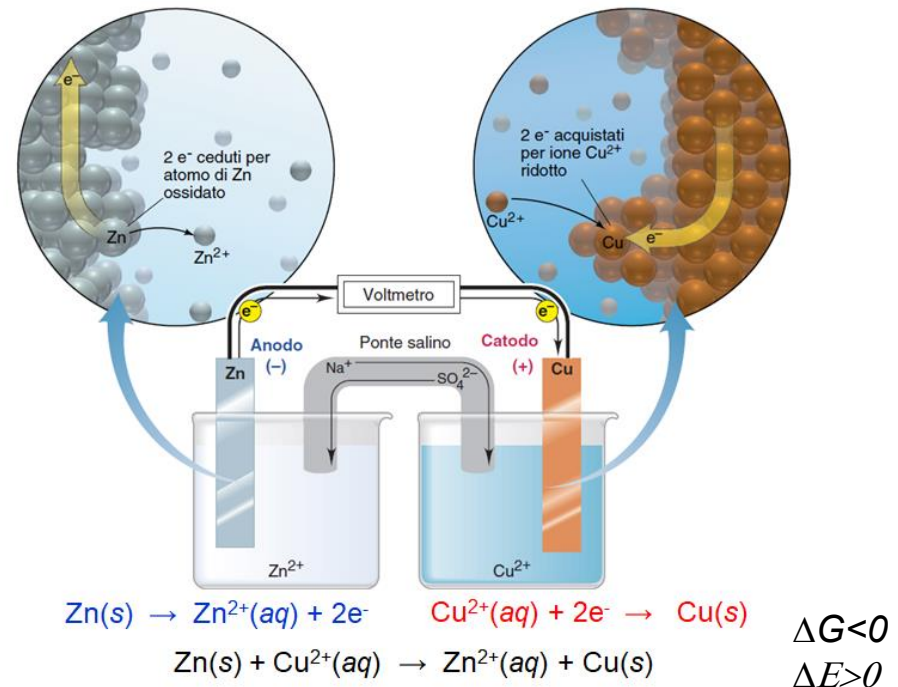 e⁻
2 e⁻ ceduti per
atomo di Zn
ossidato
Zn
Zn²⁺
2 e⁻ acquistati
per ione Cu²⁺
ridotto
Cu²⁺
Cu
e⁻
Voltmetro
e⁻
e⁻
Anodo
(–)
Ponte salino
Catodo
(+)
Zn
Na⁺
SO₄²⁻
Cu
Zn²⁺
Cu²⁺
Zn(s) → Zn²⁺(aq) + 2e⁻
Cu²⁺(aq) + 2e⁻ → Cu(s)
Zn(s) + Cu²⁺(aq) → Zn²⁺(aq) + Cu(s)
ΔG<0
ΔE>0